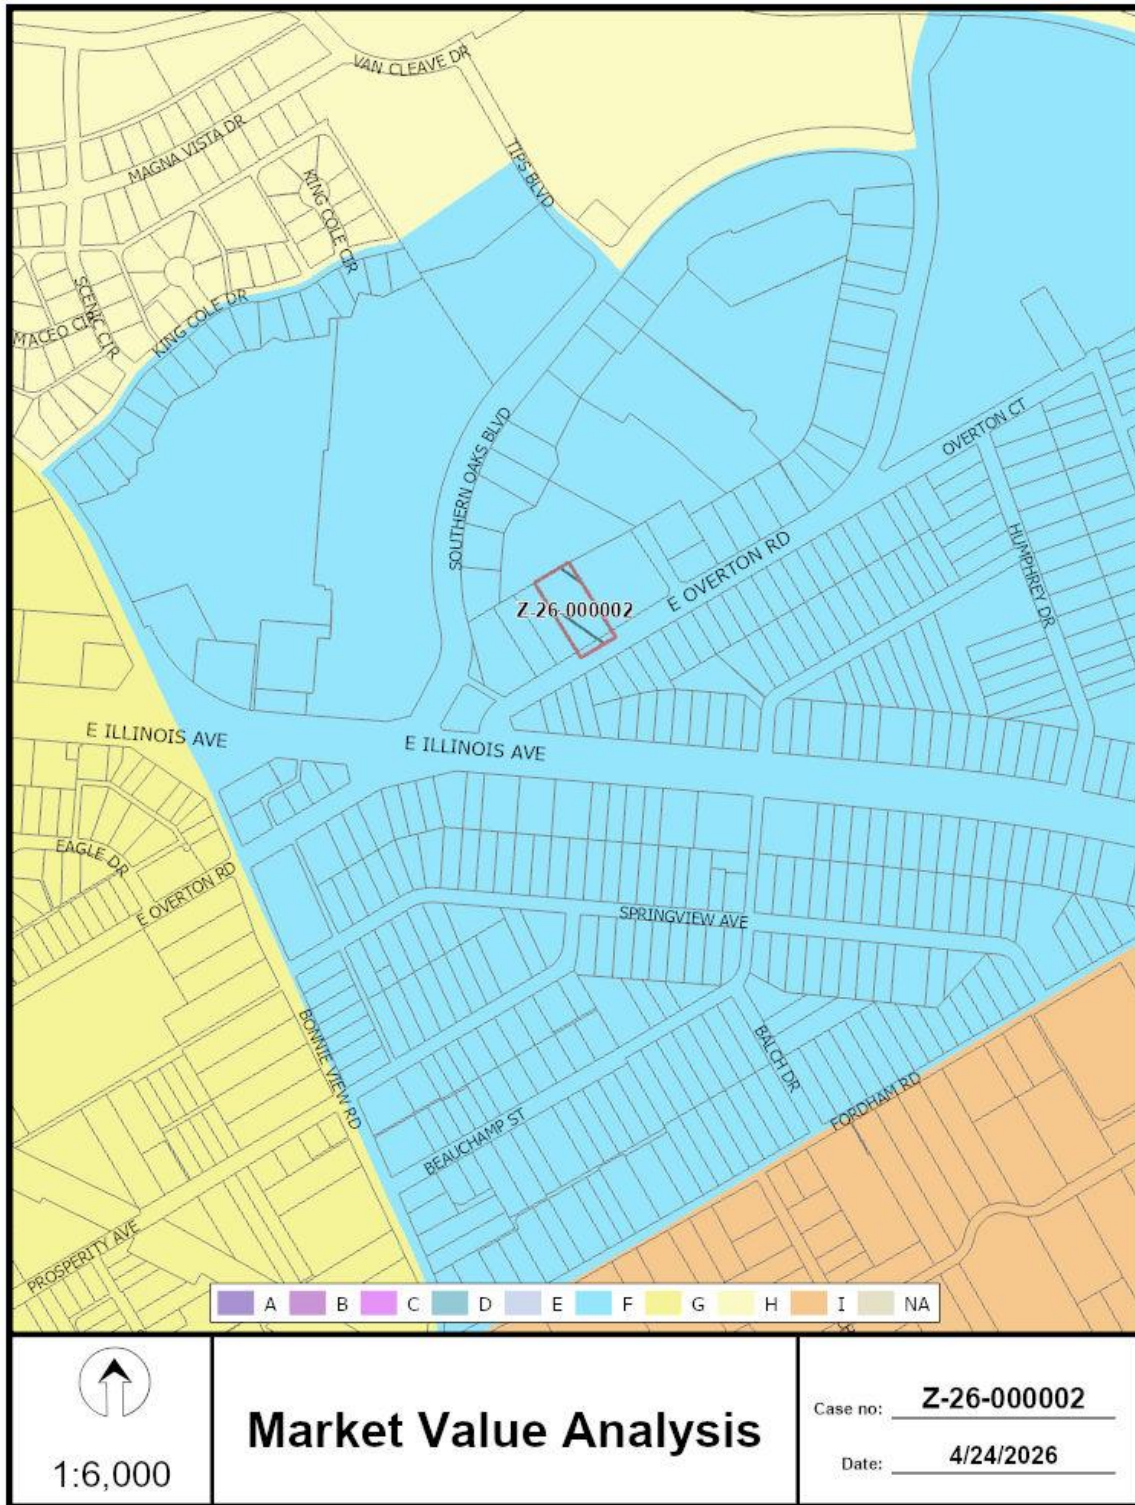 VAN CLEAVE DR
MAGNA VISTA DR
TIPS BLVD
KING COLE CIR
SCENIC CIR
MACEO CIR
KING COLE DR
SOUTHERN OAKS BLVD
OVERTON CT
HUMPHREY DR
E OVERTON RD
Z-26-000002
E ILLINOIS AVE
E ILLINOIS AVE
EAGLE DR
E OVERTON RD
SPRINGVIEW AVE
BONNIE VIEW RD
BALCH DR
FORDHAM RD
BEAUCHAMP ST
PROSPERITY AVE
A B C D E F G H I NA
1:6,000
Market Value Analysis
Case no: Z-26-000002
Date: 4/24/2026